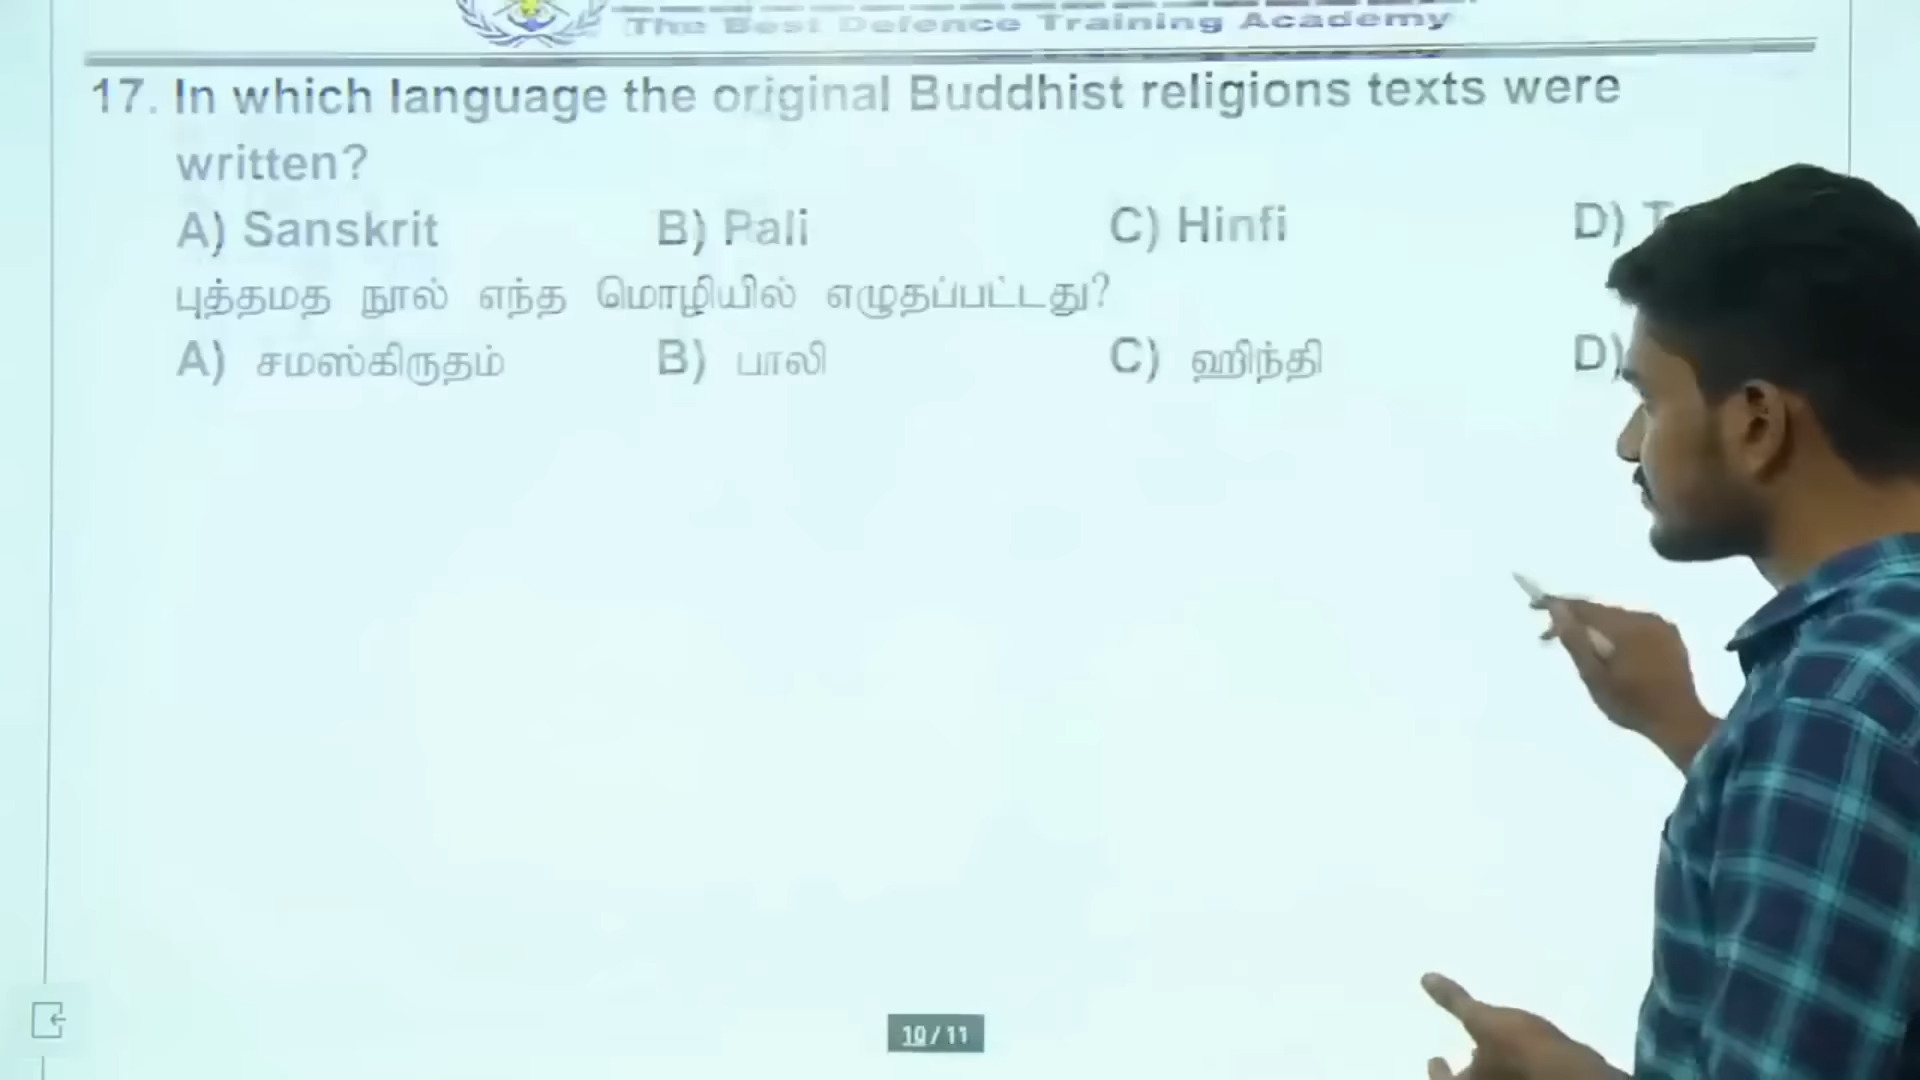 The Best Defence Training Academy
17. In which language the original Buddhist religions texts were
written?
A) Sanskrit B) Pali C) Hinfi D)
புத்தமத நூல் எந்த மொழியில் எழுதப்பட்டது?
A) சமஸ்கிருதம் B) பாலி C) ஹிந்தி D)
10 / 11